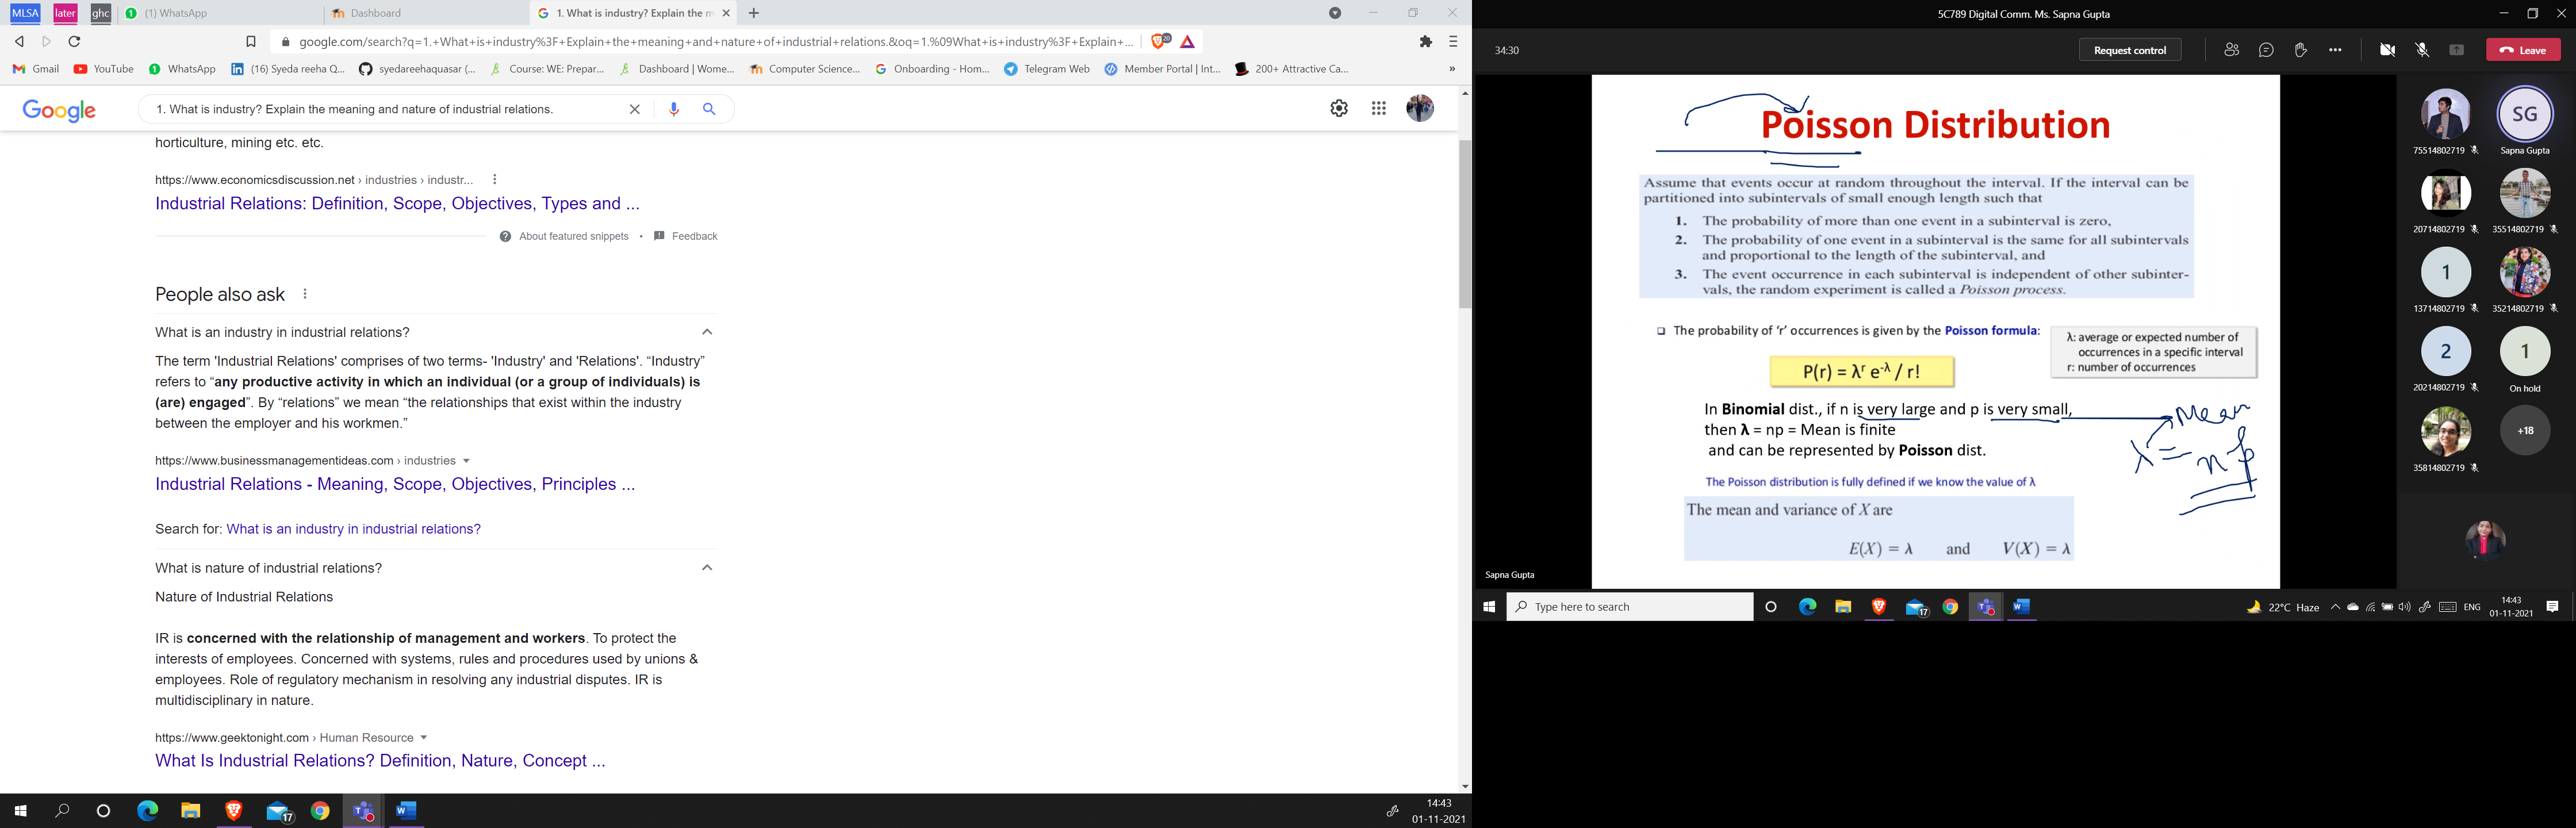 MLSA later ghc (1) WhatsApp Dashboard 1. What is industry? Explain the m
google.com/search?q=1.+What+is+industry%3F+Explain+the+meaning+and+nature+of+industrial+relations.&oq=1.%09What+is+industry%3F+Explain+... 20
Gmail YouTube WhatsApp (16) Syeda reeha Q... syedareehaquasar (... Course: WE: Prepar... Dashboard | Wome... Computer Science... Onboarding - Hom... Telegram Web Member Portal | Int... 200+ Attractive Ca... »
Google 1. What is industry? Explain the meaning and nature of industrial relations.
horticulture, mining etc. etc.
https://www.economicsdiscussion.net › industries › industr...
Industrial Relations: Definition, Scope, Objectives, Types and ...
About featured snippets • Feedback
People also ask
What is an industry in industrial relations?
The term 'Industrial Relations' comprises of two terms- 'Industry' and 'Relations'. “Industry”
refers to “any productive activity in which an individual (or a group of individuals) is
(are) engaged”. By “relations” we mean “the relationships that exist within the industry
between the employer and his workmen.”
https://www.businessmanagementideas.com › industries
Industrial Relations - Meaning, Scope, Objectives, Principles ...
Search for: What is an industry in industrial relations?
What is nature of industrial relations?
Nature of Industrial Relations
IR is concerned with the relationship of management and workers. To protect the
interests of employees. Concerned with systems, rules and procedures used by unions &
employees. Role of regulatory mechanism in resolving any industrial disputes. IR is
multidisciplinary in nature.
https://www.geektonight.com › Human Resource
What Is Industrial Relations? Definition, Nature, Concept ...
17
14:43
01-11-2021
5C789 Digital Comm. Ms. Sapna Gupta
34:30 Request control Leave
Poisson Distribution
Assume that events occur at random throughout the interval. If the interval can be
partitioned into subintervals of small enough length such that
1. The probability of more than one event in a subinterval is zero,
2. The probability of one event in a subinterval is the same for all subintervals
and proportional to the length of the subinterval, and
3. The event occurrence in each subinterval is independent of other subinter-
vals, the random experiment is called a Poisson process.
The probability of ‘r’ occurrences is given by the Poisson formula:
λ: average or expected number of
occurrences in a specific interval
r: number of occurrences
P(r) = λʳ e⁻λ / r!
In Binomial dist., if n is very large and p is very small,
then λ = np = Mean is finite
and can be represented by Poisson dist.
Mean
λ = np
The Poisson distribution is fully defined if we know the value of λ
The mean and variance of X are
E(X) = λ and V(X) = λ
Sapna Gupta
SG
75514802719 Sapna Gupta
20714802719 35514802719
1
13714802719 35214802719
2 1
20214802719 On hold
+18
35814802719
Type here to search 17 22°C Haze ENG
14:43
01-11-2021